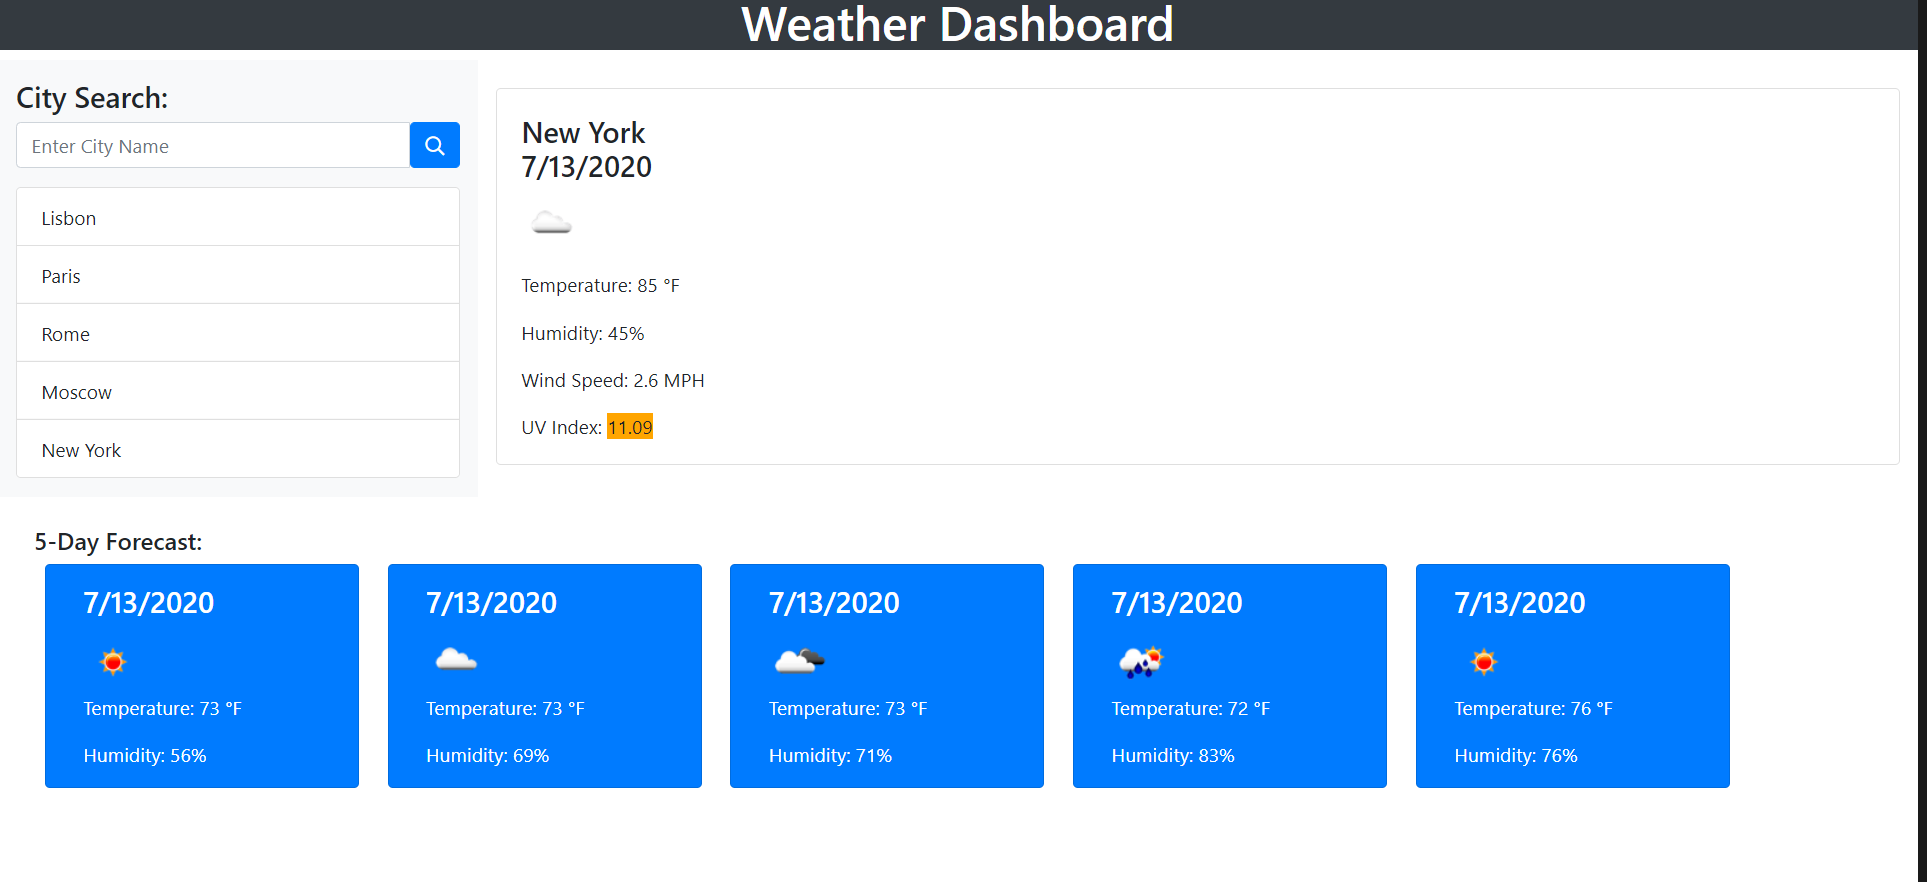 Weather Dashboard
City Search:
Enter City Name
Lisbon
Paris
Rome
Moscow
New York
New York
7/13/2020
Temperature: 85 °F
Humidity: 45%
Wind Speed: 2.6 MPH
UV Index: 11.09
5-Day Forecast:
7/13/2020
Temperature: 73 °F
Humidity: 56%
7/13/2020
Temperature: 73 °F
Humidity: 69%
7/13/2020
Temperature: 73 °F
Humidity: 71%
7/13/2020
Temperature: 72 °F
Humidity: 83%
7/13/2020
Temperature: 76 °F
Humidity: 76%